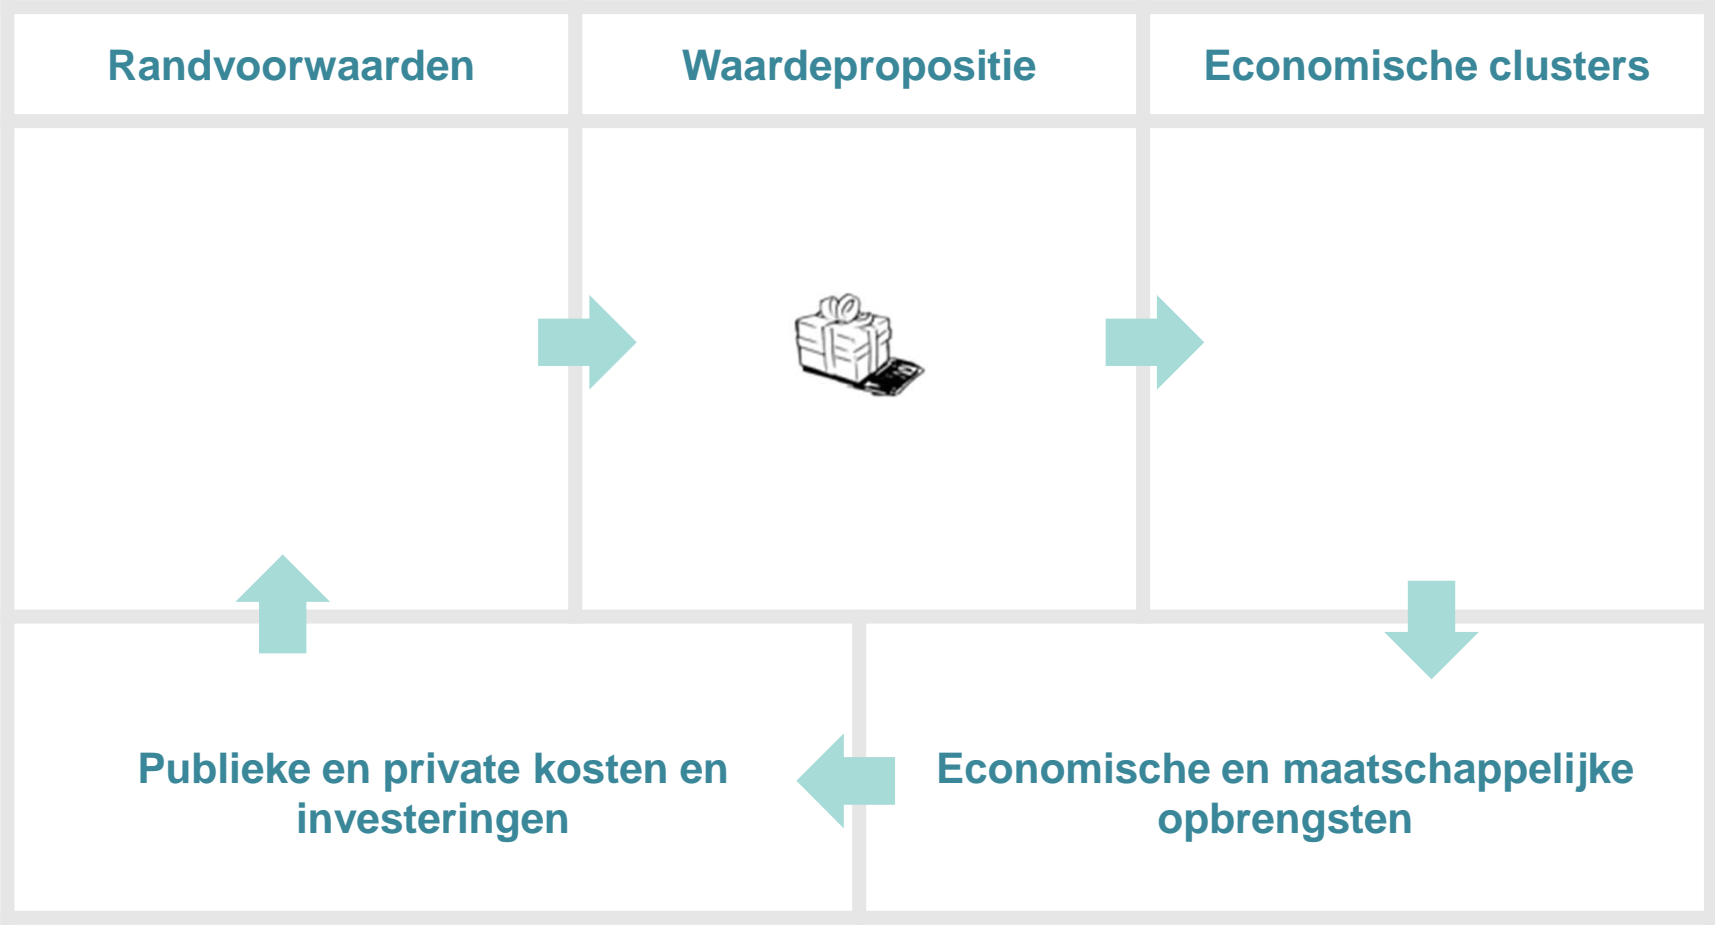 Randvoorwaarden
Waardepropositie
Economische clusters
Publieke en private kosten en
investeringen
Economische en maatschappelijke
opbrengsten